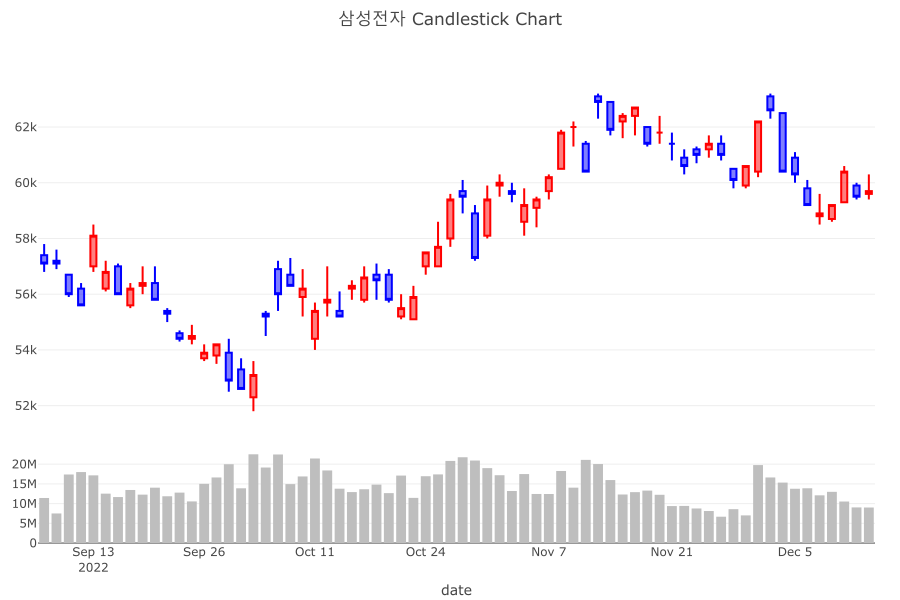 삼성전자 Candlestick Chart
62k
60k
58k
56k
54k
52k
20M
15M
10M
5M
0
Sep 13
2022
Sep 26
Oct 11
Oct 24
Nov 7
Nov 21
Dec 5
date